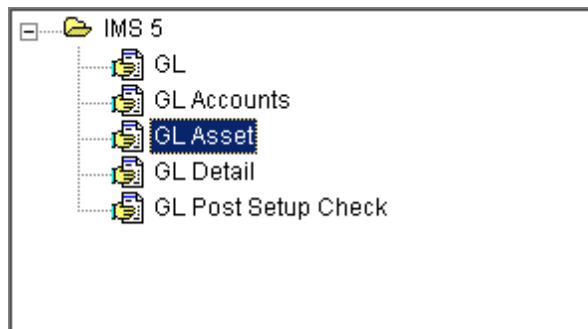 IMS 5
GL
GL Accounts
GL Asset
GL Detail
GL Post Setup Check